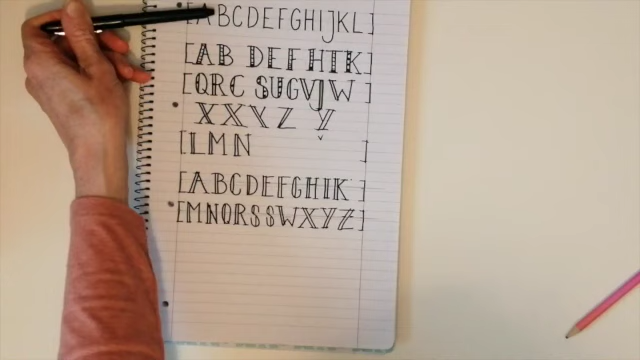 [ABCDEFGHIJKL]
[AB DEFHIK]
[QRC SUGVJW ]
XXYZ Y
[LMN ]
[ABCDEFGHIK ]
[MNORSSWXYZ]